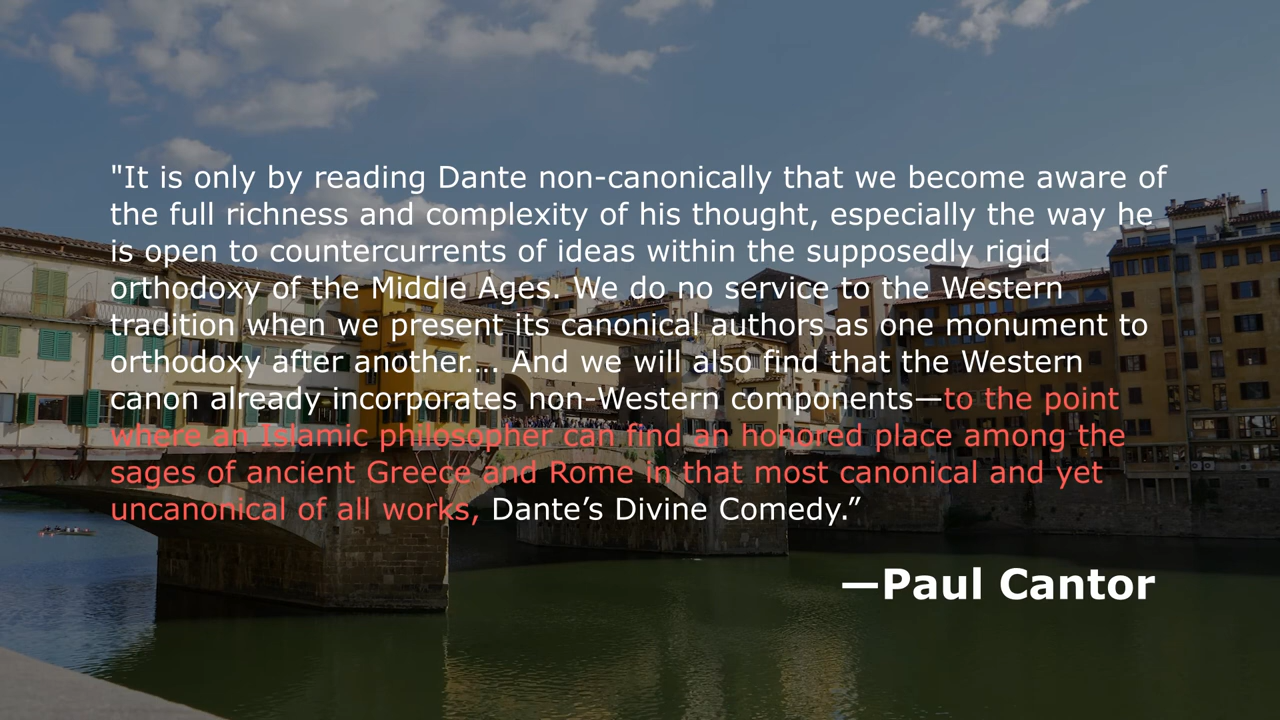 "It is only by reading Dante non-canonically that we become aware of
the full richness and complexity of his thought, especially the way he
is open to countercurrents of ideas within the supposedly rigid
orthodoxy of the Middle Ages. We do no service to the Western
tradition when we present its canonical authors as one monument to
orthodoxy after another…. And we will also find that the Western
canon already incorporates non-Western components—to the point
where an Islamic philosopher can find an honored place among the
sages of ancient Greece and Rome in that most canonical and yet
uncanonical of all works, Dante’s Divine Comedy.”
—Paul Cantor